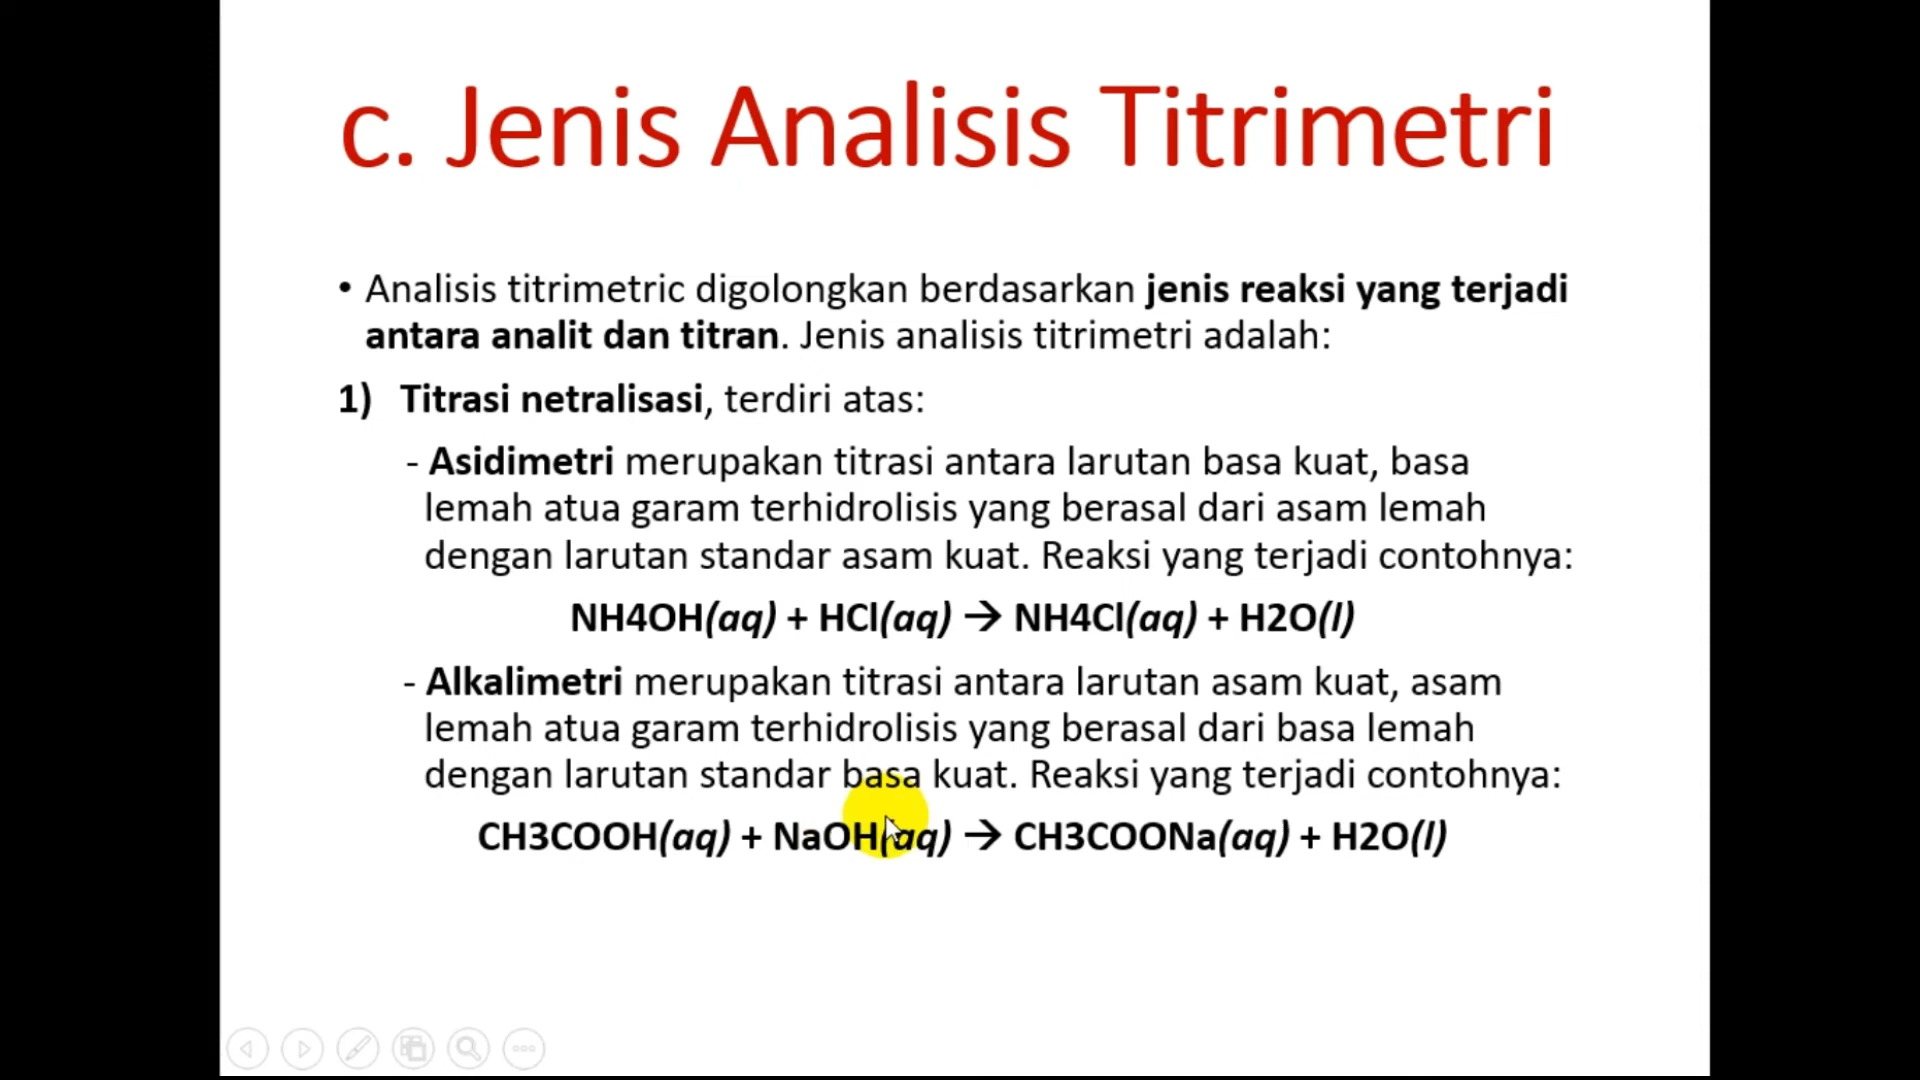 c. Jenis Analisis Titrimetri
• Analisis titrimetric digolongkan berdasarkan jenis reaksi yang terjadi
antara analit dan titran. Jenis analisis titrimetri adalah:
1) Titrasi netralisasi, terdiri atas:
- Asidimetri merupakan titrasi antara larutan basa kuat, basa
lemah atua garam terhidrolisis yang berasal dari asam lemah
dengan larutan standar asam kuat. Reaksi yang terjadi contohnya:
NH4OH(aq) + HCl(aq) → NH4Cl(aq) + H2O(l)
- Alkalimetri merupakan titrasi antara larutan asam kuat, asam
lemah atua garam terhidrolisis yang berasal dari basa lemah
dengan larutan standar basa kuat. Reaksi yang terjadi contohnya:
CH3COOH(aq) + NaOH(aq) → CH3COONa(aq) + H2O(l)